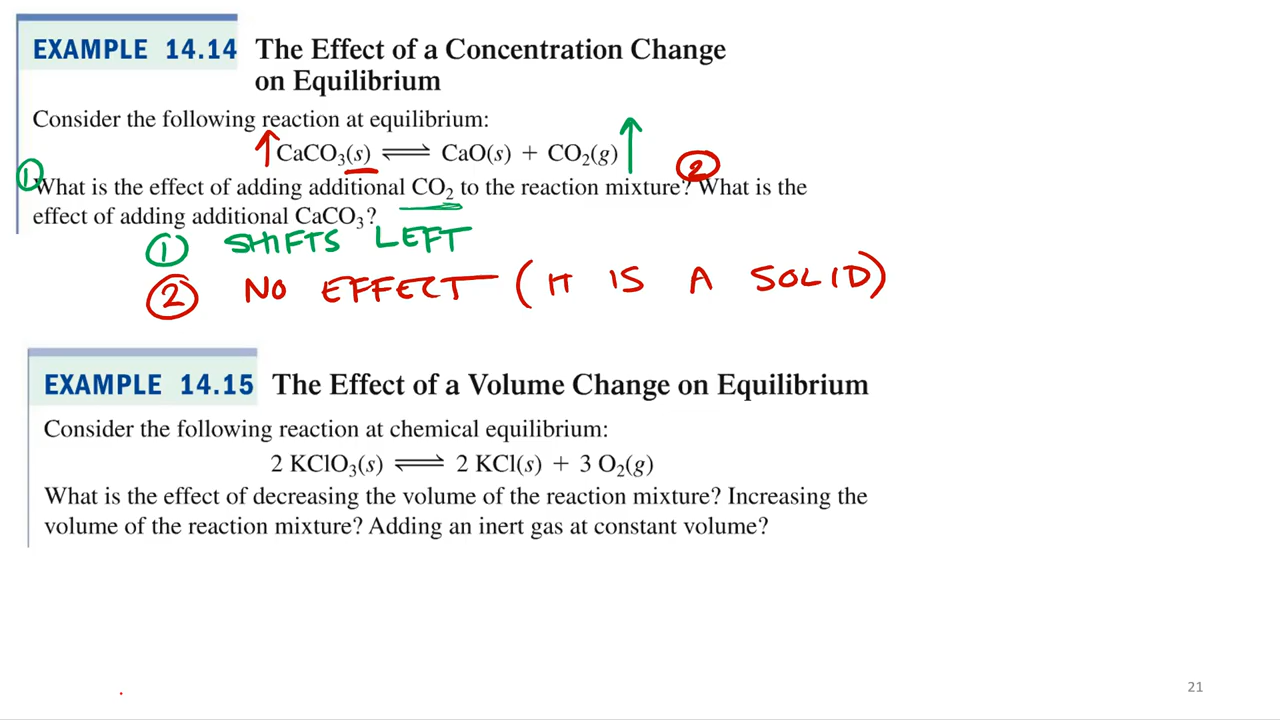 EXAMPLE 14.14 The Effect of a Concentration Change
on Equilibrium
Consider the following reaction at equilibrium:
↑CaCO₃(s) ⇌ CaO(s) + CO₂(g)↑
① What is the effect of adding additional CO₂ to the reaction mixture? ② What is the
effect of adding additional CaCO₃?
① SHIFTS LEFT
② NO EFFECT (IT IS A SOLID)
EXAMPLE 14.15 The Effect of a Volume Change on Equilibrium
Consider the following reaction at chemical equilibrium:
2 KClO₃(s) ⇌ 2 KCl(s) + 3 O₂(g)
What is the effect of decreasing the volume of the reaction mixture? Increasing the
volume of the reaction mixture? Adding an inert gas at constant volume?
21